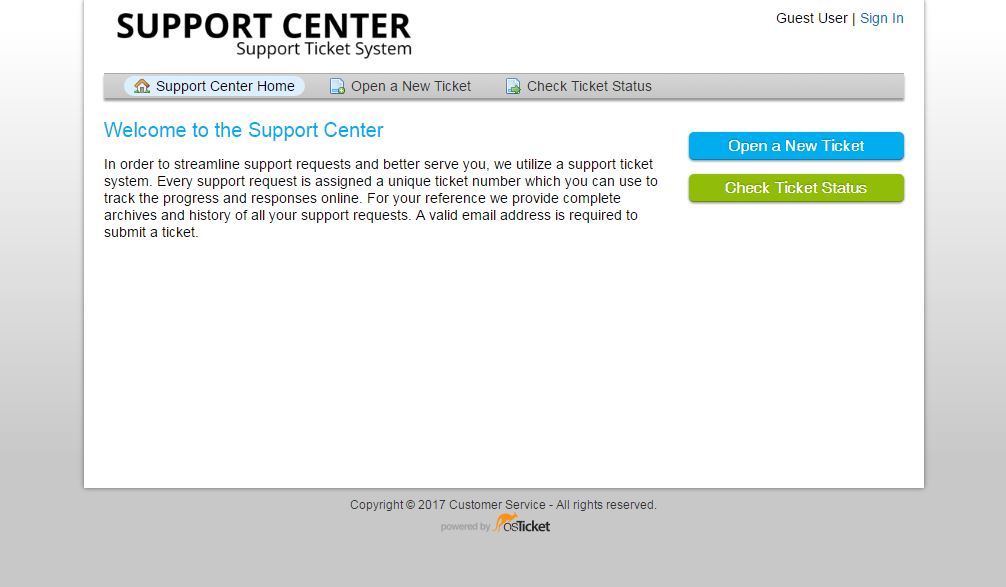 SUPPORT CENTER
Support Ticket System
Guest User | Sign In
Support Center Home
Open a New Ticket
Check Ticket Status
Welcome to the Support Center
In order to streamline support requests and better serve you, we utilize a support ticket
system. Every support request is assigned a unique ticket number which you can use to
track the progress and responses online. For your reference we provide complete
archives and history of all your support requests. A valid email address is required to
submit a ticket.
Open a New Ticket
Check Ticket Status
Copyright © 2017 Customer Service - All rights reserved.
powered by osTicket